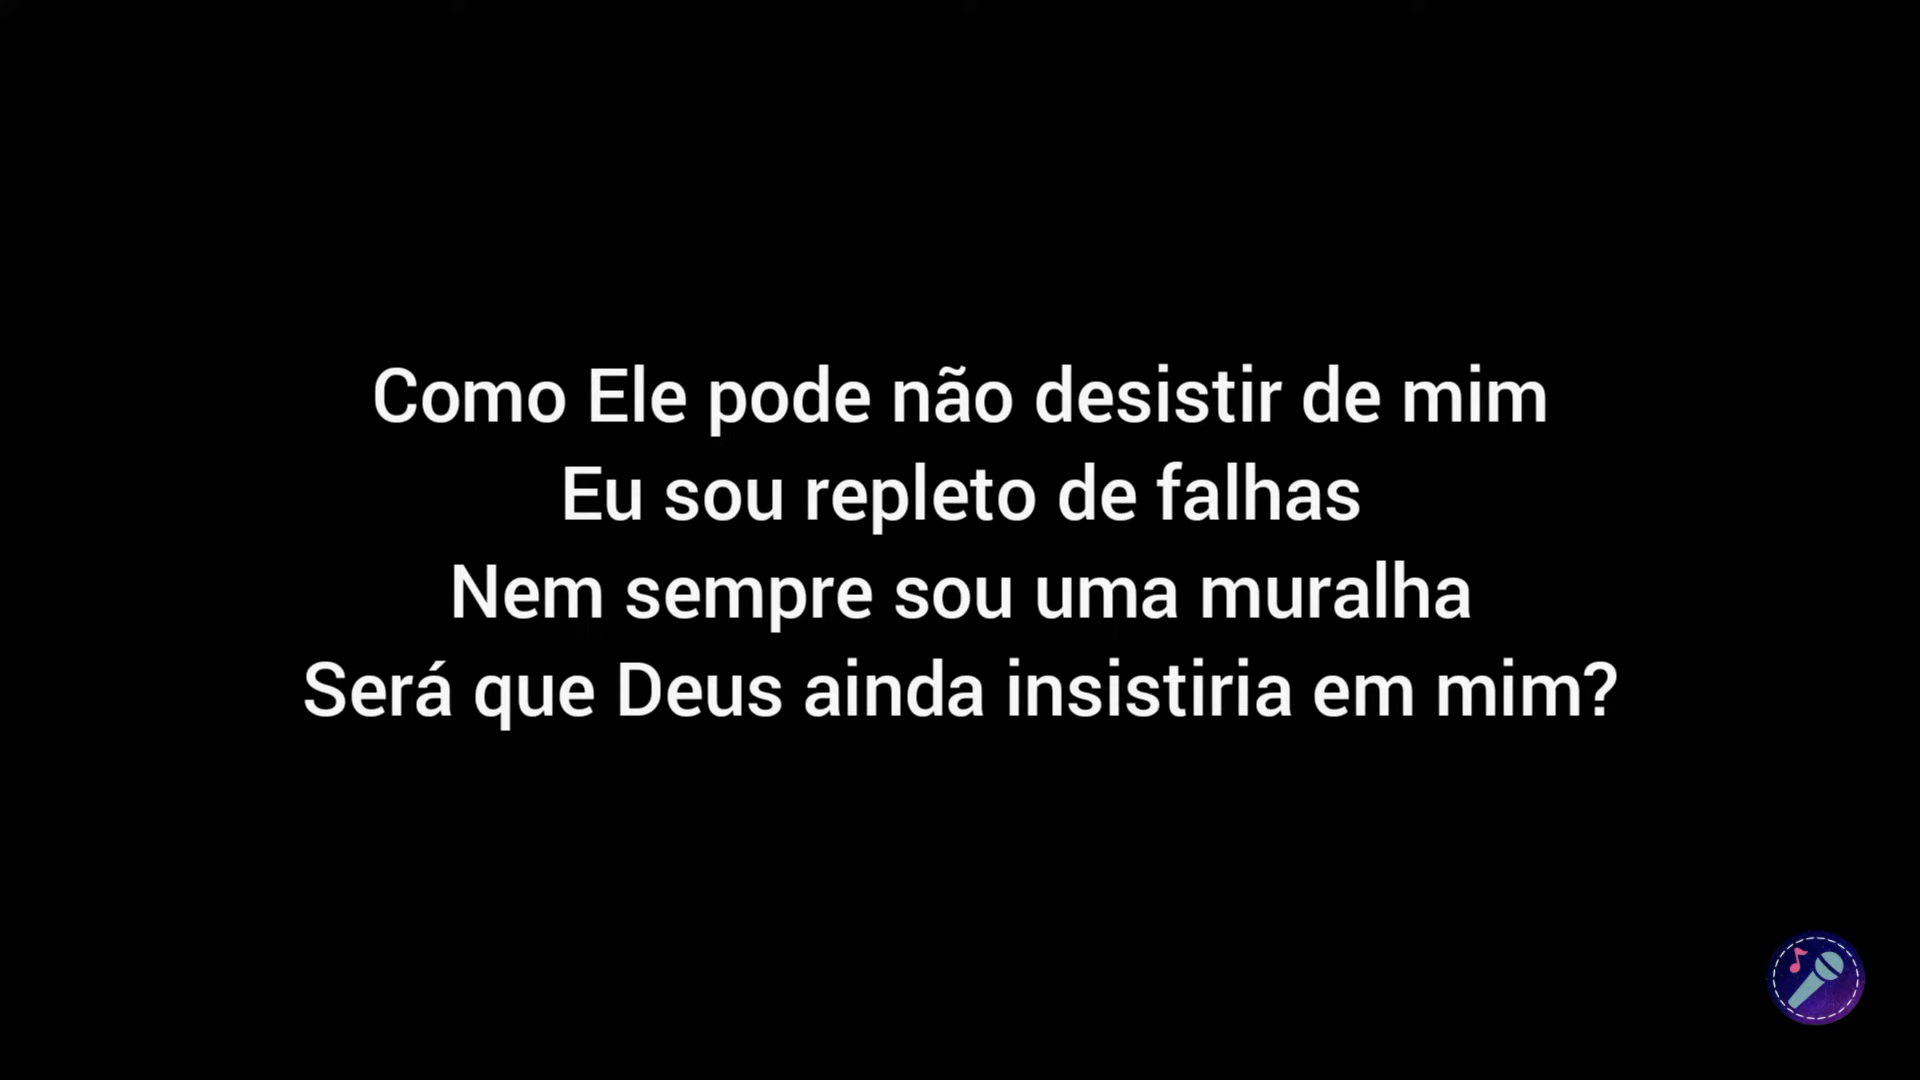 Como Ele pode não desistir de mim
Eu sou repleto de falhas
Nem sempre sou uma muralha
Será que Deus ainda insistiria em mim?